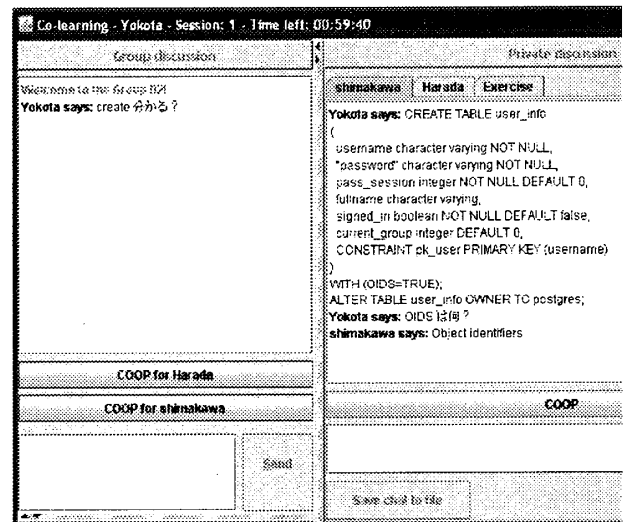 Co-learning - Yokota - Session: 1 - Time left: 00:59:40
Group discussion
Private discussion
Welcome to the Group 02!
Yokota says: create 分かる？
shimakawa Harada Exercise
Yokota says: CREATE TABLE user_info
(
username character varying NOT NULL,
"password" character varying NOT NULL,
pass_session integer NOT NULL DEFAULT 0,
fullname character varying,
signed_in boolean NOT NULL DEFAULT false,
current_group integer DEFAULT 0,
CONSTRAINT pk_user PRIMARY KEY (username)
)
WITH (OIDS=TRUE);
ALTER TABLE user_info OWNER TO postgres;
Yokota says: OIDS は何？
shimakawa says: Object identifiers
COOP for Harada
COOP for shimakawa
Send
COOP
Save chat to file